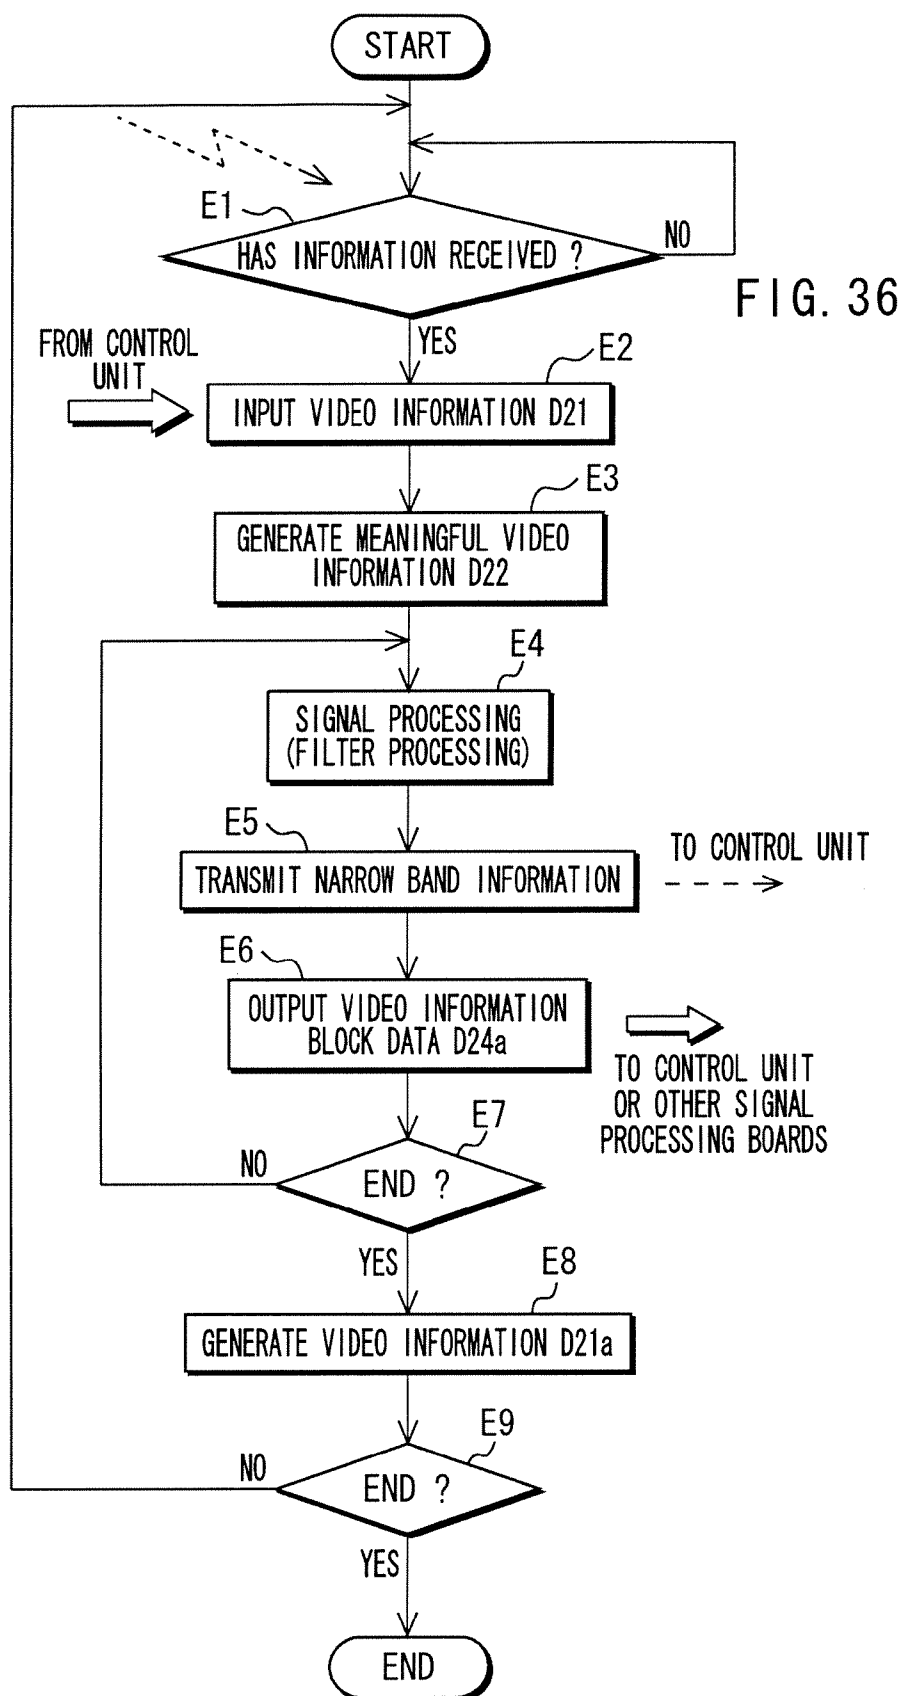 START
E1
HAS INFORMATION RECEIVED ?
NO
FIG. 36
YES
FROM CONTROL
UNIT
E2
INPUT VIDEO INFORMATION D21
E3
GENERATE MEANINGFUL VIDEO
INFORMATION D22
E4
SIGNAL PROCESSING
(FILTER PROCESSING)
E5
TRANSMIT NARROW BAND INFORMATION
TO CONTROL UNIT
E6
OUTPUT VIDEO INFORMATION
BLOCK DATA D24a
TO CONTROL UNIT
OR OTHER SIGNAL
PROCESSING BOARDS
E7
NO
END ?
YES
E8
GENERATE VIDEO INFORMATION D21a
E9
NO
END ?
YES
END